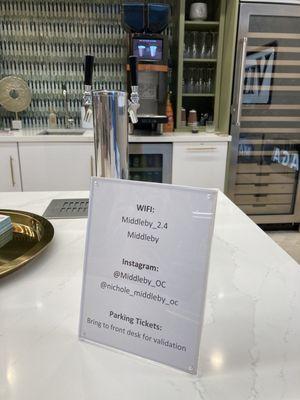 WIFI:
Middleby_2.4
Middleby
Instagram:
@Middleby_OC
@nichole_middleby_oc
Parking Tickets:
Bring to front desk for validation